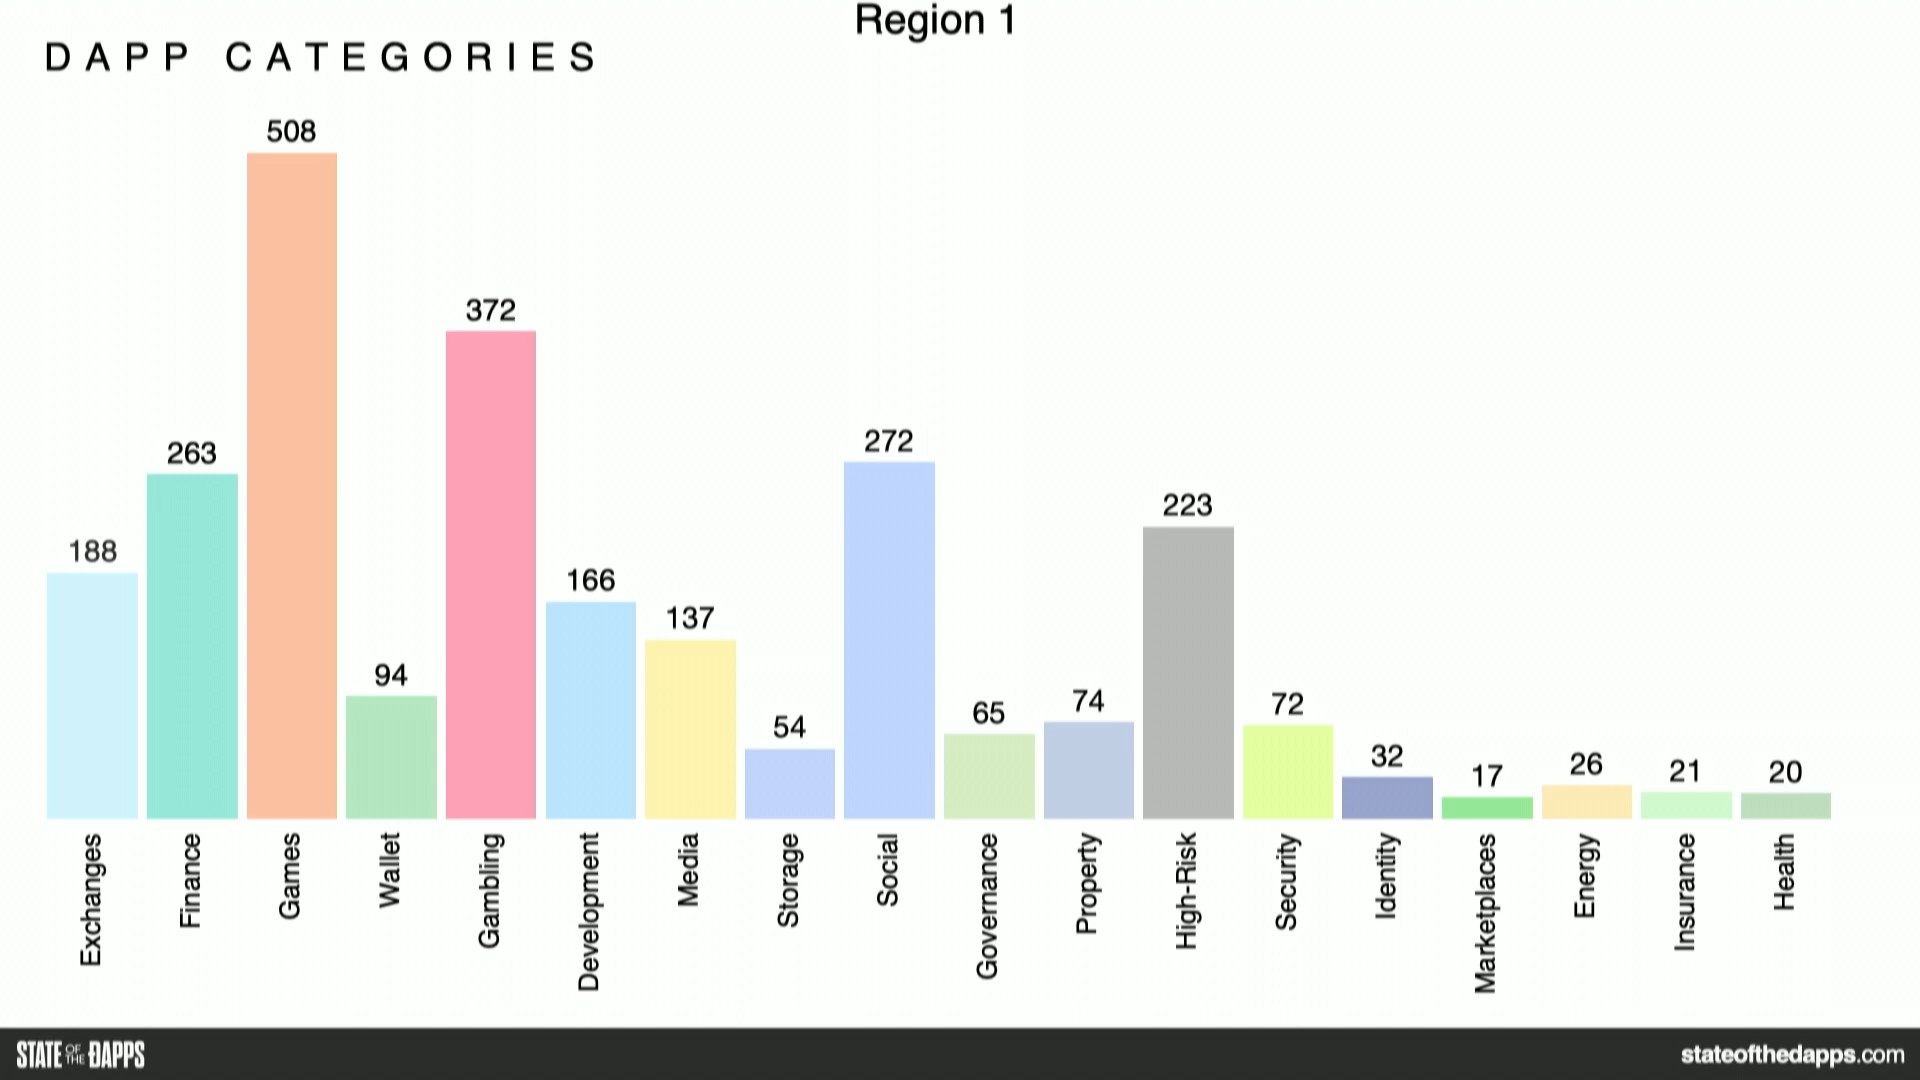 Region 1
DAPP CATEGORIES
508
372
263
272
223
188
166
137
94
54
65
74
72
32
17
26
21
20
Exchanges
Finance
Games
Wallet
Gambling
Development
Media
Storage
Social
Governance
Property
High-Risk
Security
Identity
Marketplaces
Energy
Insurance
Health
STATE OF THE ĐAPPS
stateofthedapps.com